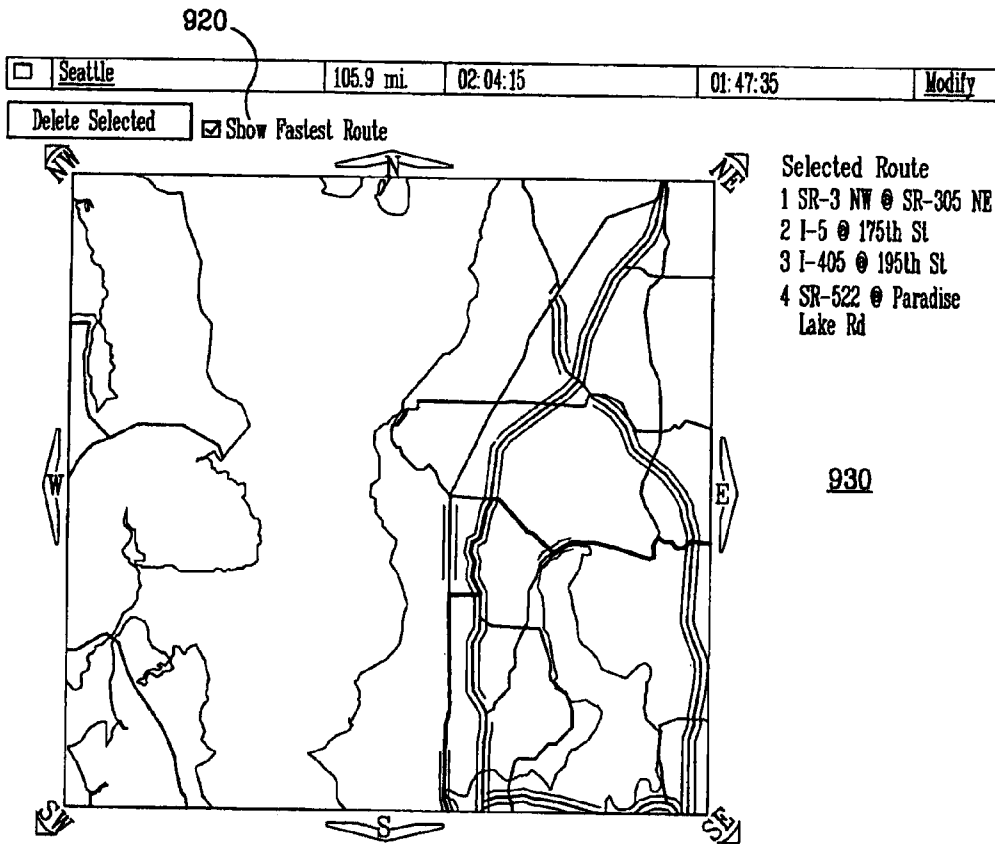 920
Seattle 105.9 mi. 02:04:15 01:47:35 Modify
Delete Selected Show Fastest Route
NW N NE
Selected Route
1 SR-3 NW @ SR-305 NE
2 I-5 @ 175th St
3 I-405 @ 195th St
4 SR-522 @ Paradise
Lake Rd
W E 930
SW S SE